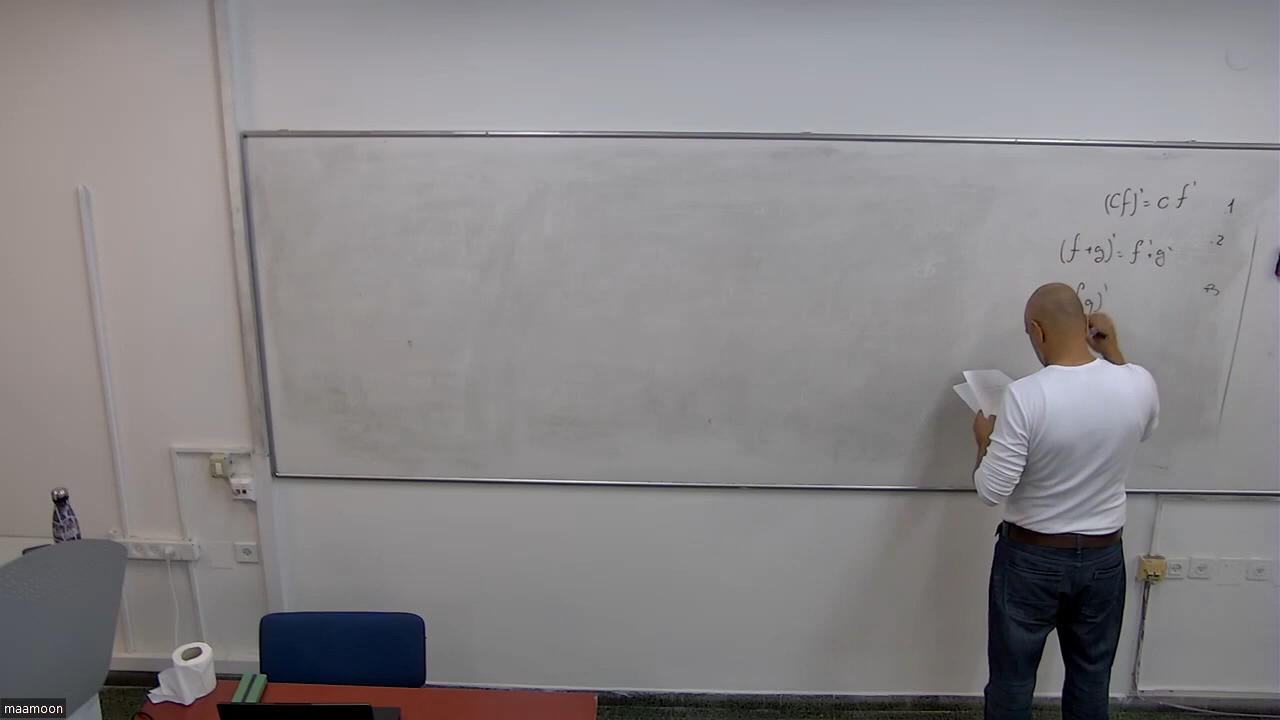 (cf)' = c f' 1
(f+g)' = f'+g' .2
g)' .3
maamoon